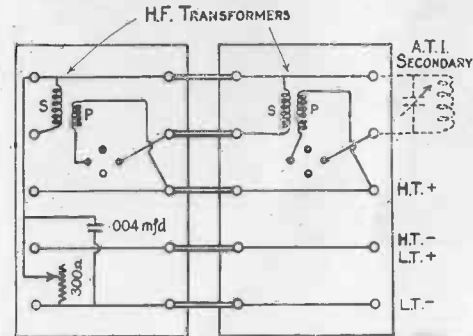 H.F. TRANSFORMERS
A.T.I.
SECONDARY
S
P
S
P
H.T.+
.004 mfd
H.T.-
L.T.+
300Ω
L.T.-